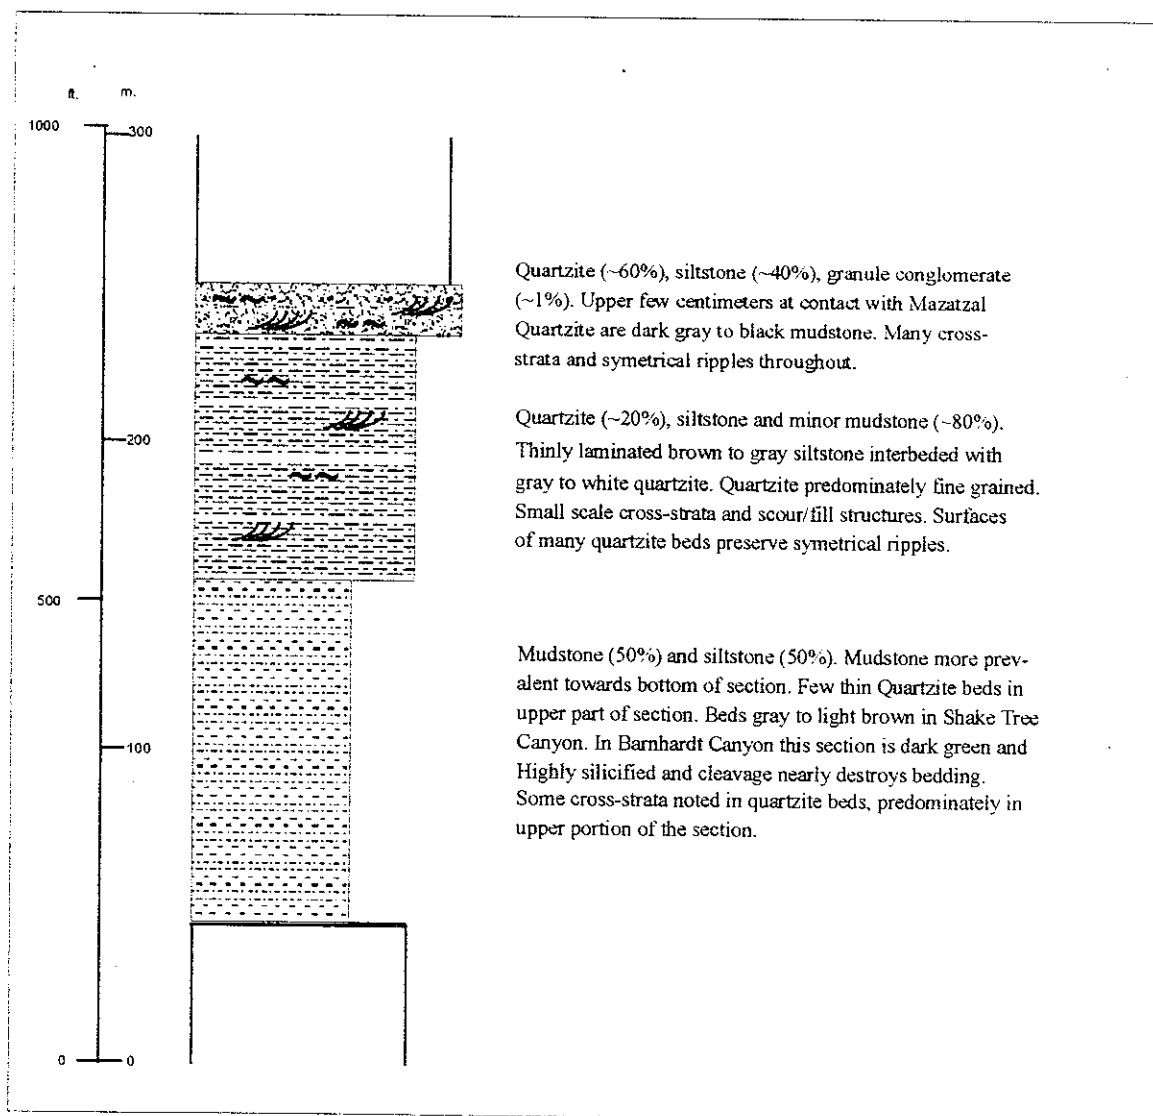 ft. m.
1000 300
Quartzite (~60%), siltstone (~40%), granule conglomerate
(~1%). Upper few centimeters at contact with Mazatzal
Quartzite are dark gray to black mudstone. Many cross-
strata and symetrical ripples throughout.
Quartzite (~20%), siltstone and minor mudstone (~80%).
200
Thinly laminated brown to gray siltstone interbeded with
gray to white quartzite. Quartzite predominately fine grained.
Small scale cross-strata and scour/fill structures. Surfaces
of many quartzite beds preserve symetrical ripples.
500
Mudstone (50%) and siltstone (50%). Mudstone more prev-
alent towards bottom of section. Few thin Quartzite beds in
upper part of section. Beds gray to light brown in Shake Tree
Canyon. In Barnhardt Canyon this section is dark green and
100
Highly silicified and cleavage nearly destroys bedding.
Some cross-strata noted in quartzite beds, predominately in
upper portion of the section.
0 0